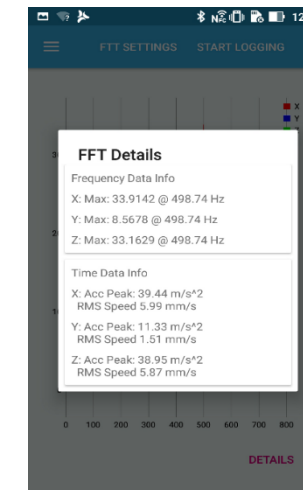 12
FTT SETTINGS START LOGGING
X
Y
FFT Details
Frequency Data Info
X: Max: 33.9142 @ 498.74 Hz
Y: Max: 8.5678 @ 498.74 Hz
Z: Max: 33.1629 @ 498.74 Hz
Time Data Info
X: Acc Peak: 39.44 m/s^2
RMS Speed 5.99 mm/s
Y: Acc Peak: 11.33 m/s^2
RMS Speed 1.51 mm/s
Z: Acc Peak: 38.95 m/s^2
RMS Speed 5.87 mm/s
0 100 200 300 400 500 600 700 800
DETAILS